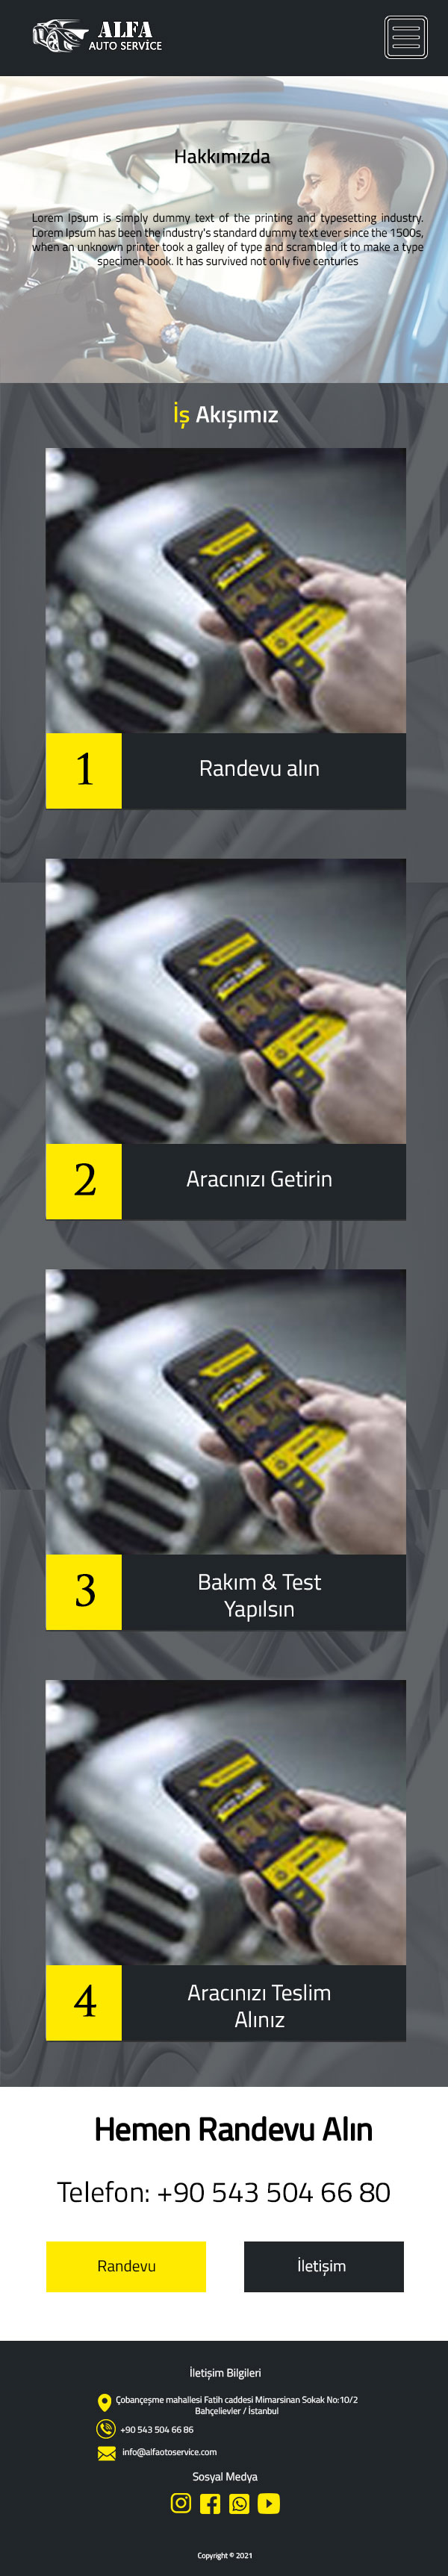 ALFA
AUTO SERVİCE
Hakkımızda
Lorem Ipsum is simply dummy text of the printing and typesetting industry.
Lorem Ipsum has been the industry's standard dummy text ever since the 1500s,
when an unknown printer took a galley of type and scrambled it to make a type
specimen book. It has survived not only five centuries
İş Akışımız
1
Randevu alın
2
Aracınızı Getirin
3
Bakım & Test
Yapılsın
4
Aracınızı Teslim
Alınız
Hemen Randevu Alın
Telefon: +90 543 504 66 80
Randevu
İletişim
İletişim Bilgileri
Çobançeşme mahallesi Fatih caddesi Mimarsinan Sokak No:10/2
Bahçelievler / İstanbul
+90 543 504 66 86
info@alfaotoservice.com
Sosyal Medya
Copyright © 2021